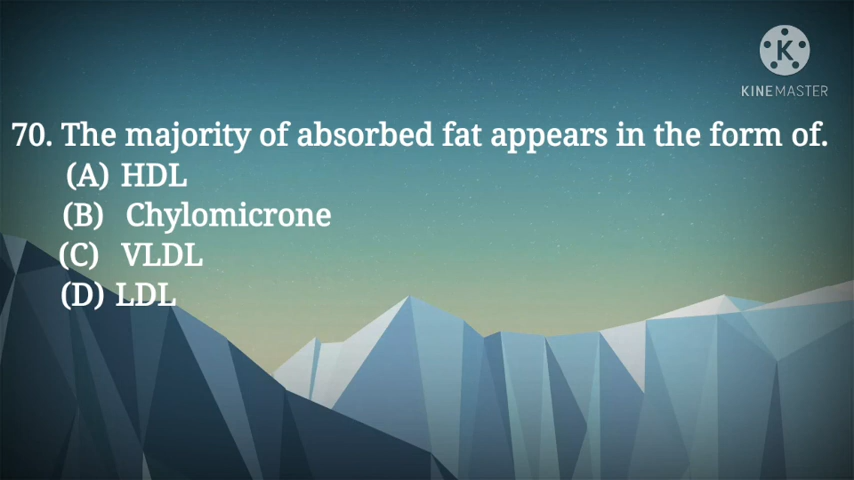 K
KINEMASTER
70. The majority of absorbed fat appears in the form of.
(A) HDL
(B) Chylomicrone
(C) VLDL
(D) LDL